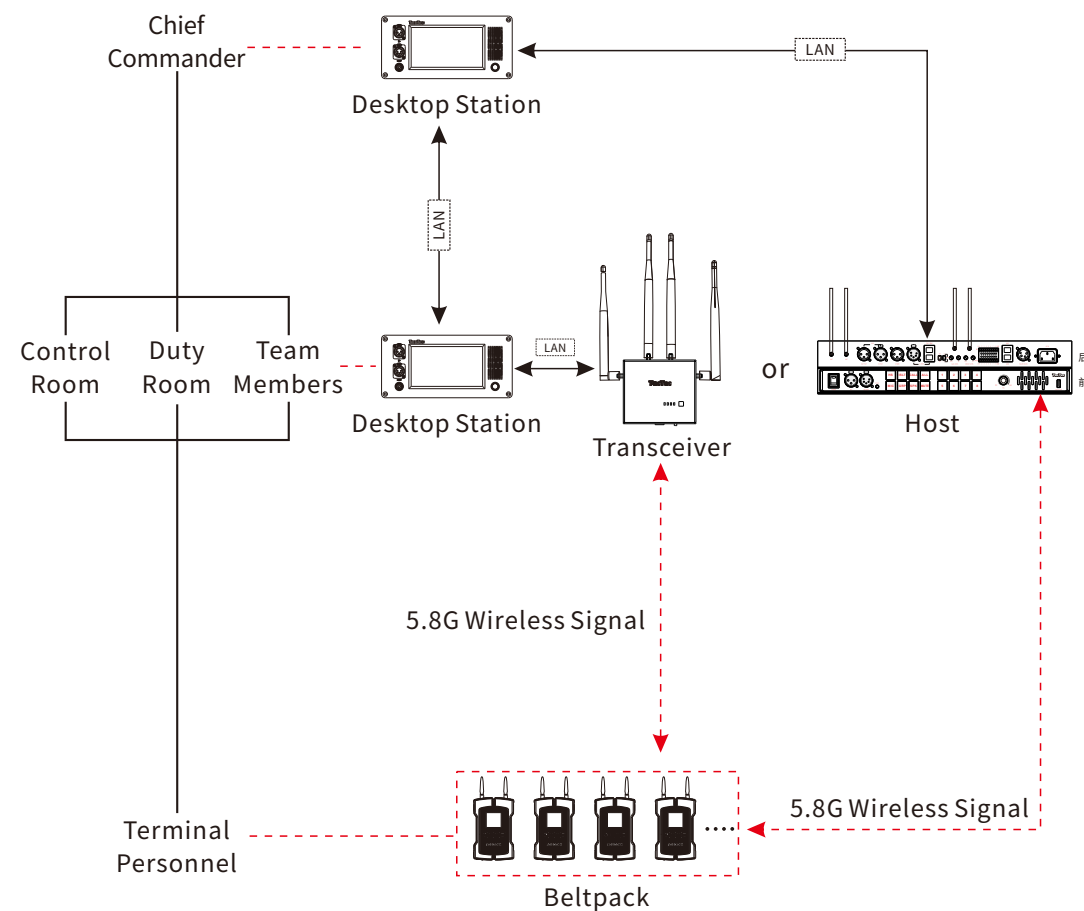 Chief
Commander
LAN
Desktop Station
LAN
Control
Room
Duty
Room
Team
Members
LAN
or
Desktop Station
Transceiver
Host
5.8G Wireless Signal
5.8G Wireless Signal
Terminal
Personnel
Beltpack